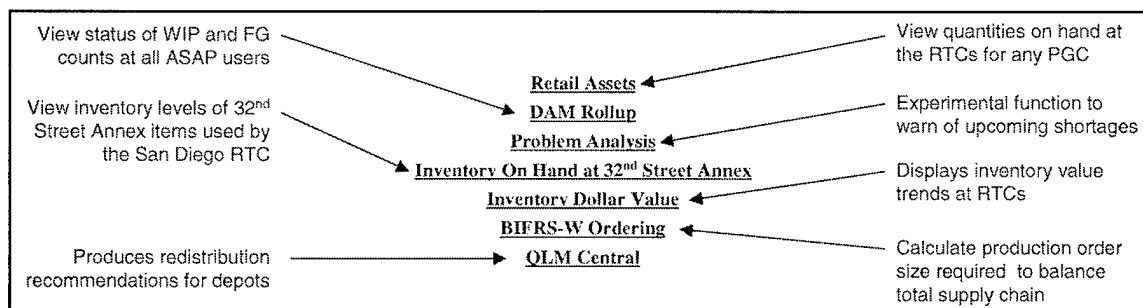 View status of WIP and FG
counts at all ASAP users
View inventory levels of 32nd
Street Annex items used by
the San Diego RTC
Produces redistribution
recommendations for depots
Retail Assets
DAM Rollup
Problem Analysis
Inventory On Hand at 32nd Street Annex
Inventory Dollar Value
BIFRS-W Ordering
QLM Central
View quantities on hand at
the RTCs for any PGC
Experimental function to
warn of upcoming shortages
Displays inventory value
trends at RTCs
Calculate production order
size required to balance
total supply chain